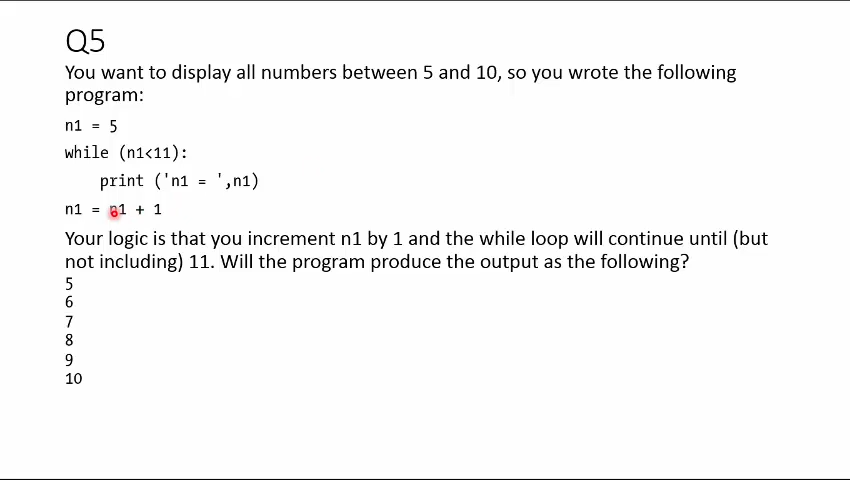 Q5
You want to display all numbers between 5 and 10, so you wrote the following
program:
n1 = 5
while (n1<11):
    print ('n1 = ',n1)
n1 = n1 + 1
Your logic is that you increment n1 by 1 and the while loop will continue until (but
not including) 11. Will the program produce the output as the following?
5
6
7
8
9
10